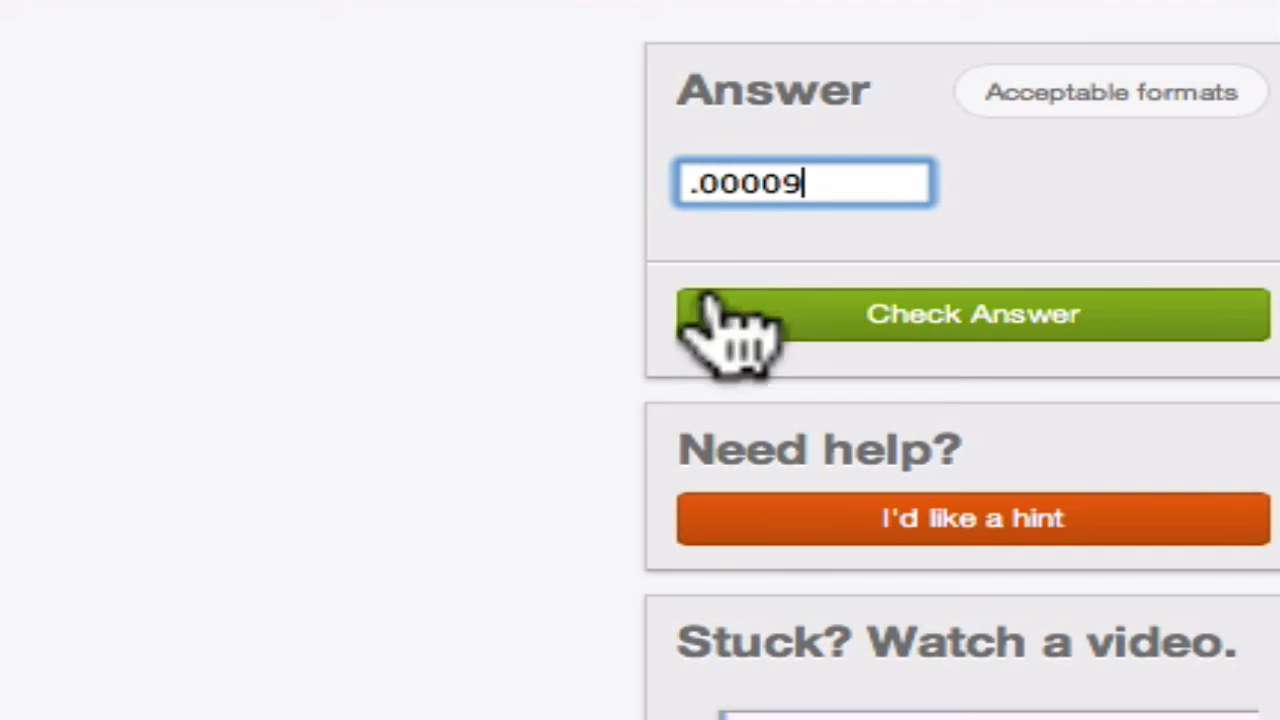 Answer
Acceptable formats
.00009
Check Answer
Need help?
I'd like a hint
Stuck? Watch a video.